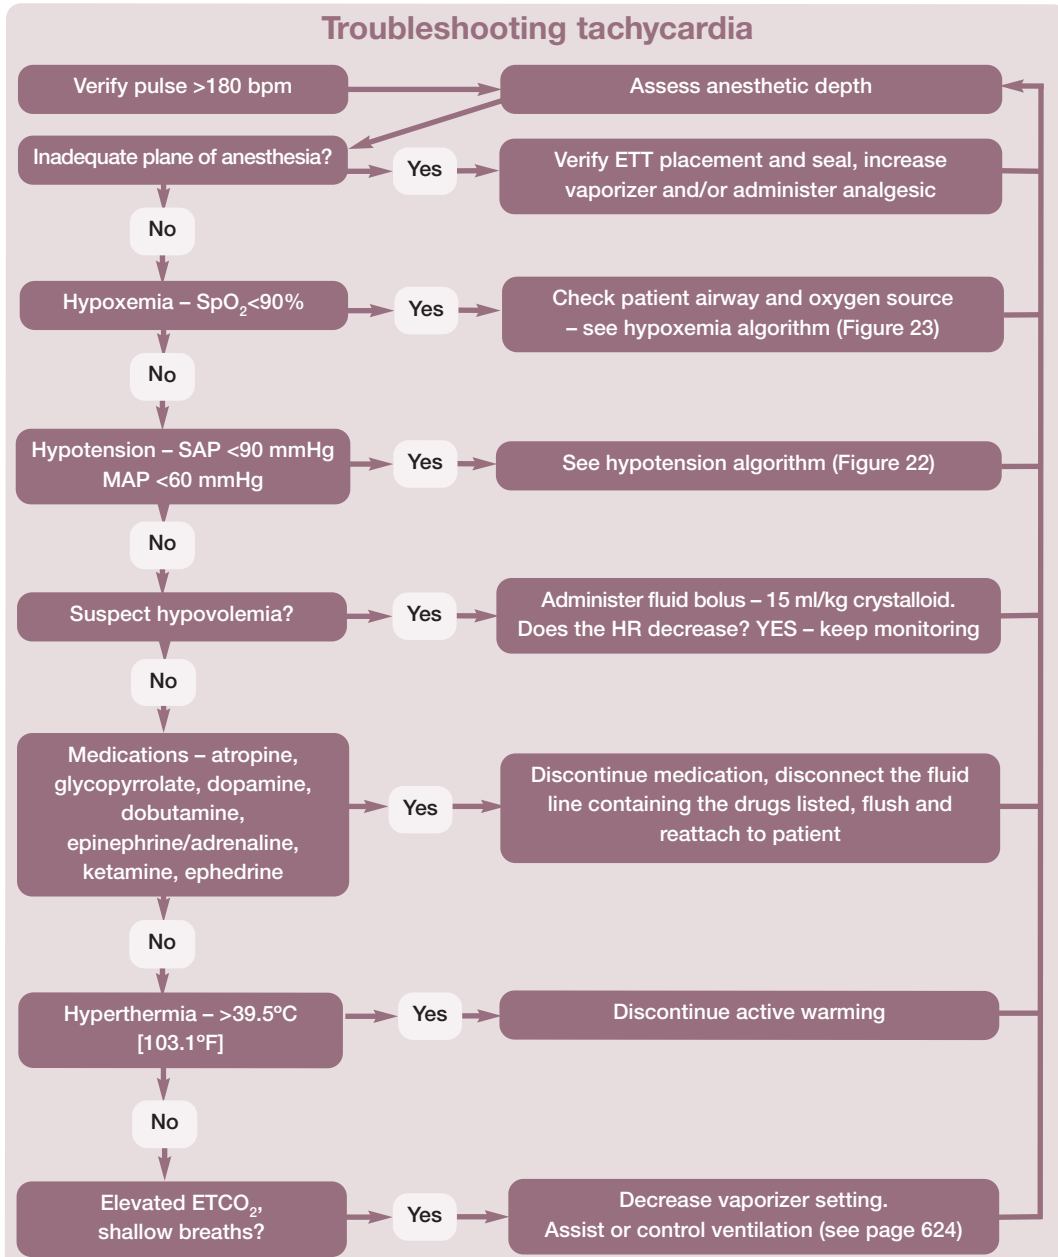 Troubleshooting tachycardia
Verify pulse >180 bpm
Assess anesthetic depth
Inadequate plane of anesthesia?
Yes
Verify ETT placement and seal, increase
vaporizer and/or administer analgesic
No
Hypoxemia – SpO₂<90%
Yes
Check patient airway and oxygen source
– see hypoxemia algorithm (Figure 23)
No
Hypotension – SAP <90 mmHg
MAP <60 mmHg
Yes
See hypotension algorithm (Figure 22)
No
Suspect hypovolemia?
Yes
Administer fluid bolus – 15 ml/kg crystalloid.
Does the HR decrease? YES – keep monitoring
No
Medications – atropine,
glycopyrrolate, dopamine,
dobutamine,
epinephrine/adrenaline,
ketamine, ephedrine
Yes
Discontinue medication, disconnect the fluid
line containing the drugs listed, flush and
reattach to patient
No
Hyperthermia – >39.5ºC
[103.1ºF]
Yes
Discontinue active warming
No
Elevated ETCO₂,
shallow breaths?
Yes
Decrease vaporizer setting.
Assist or control ventilation (see page 624)